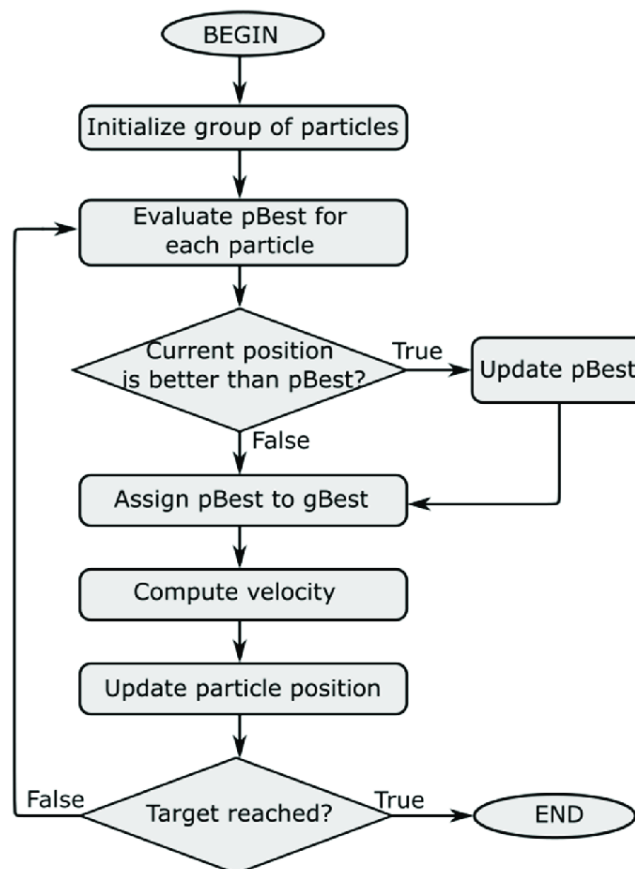 BEGIN
Initialize group of particles
Evaluate pBest for
each particle
Current position
is better than pBest?
True
Update pBest
False
Assign pBest to gBest
Compute velocity
Update particle position
False
Target reached?
True
END